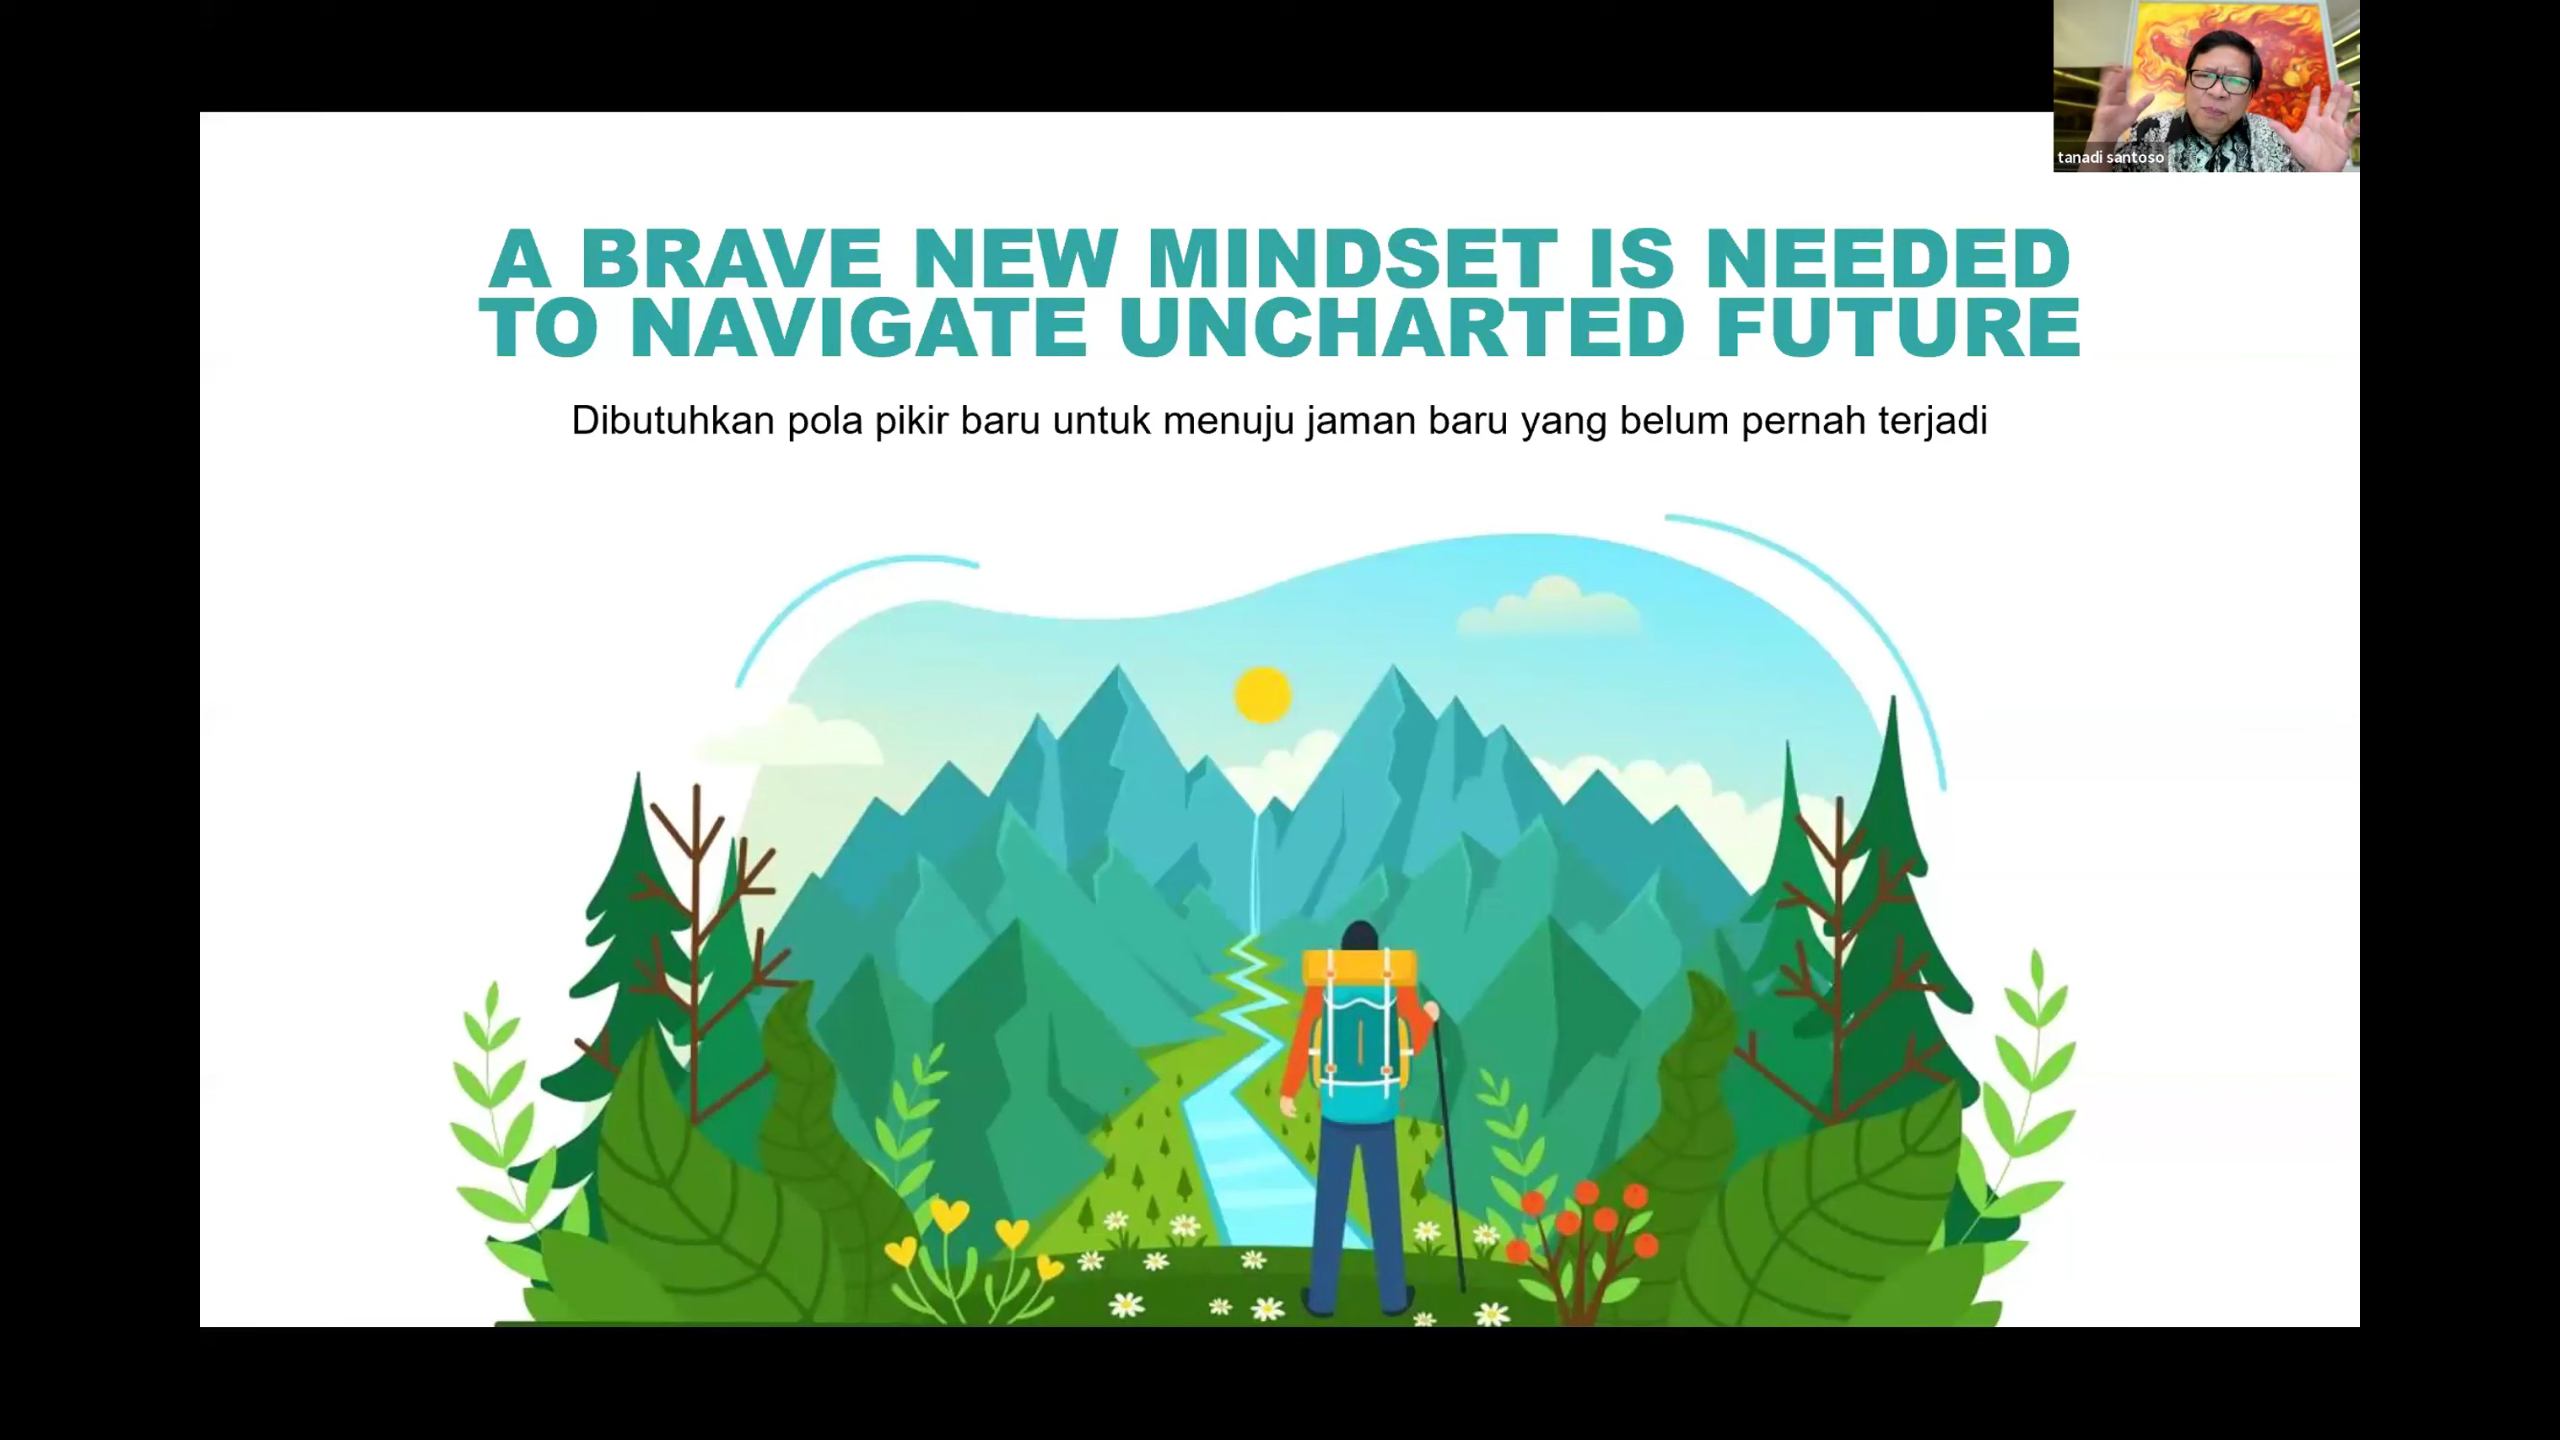 tanadi santoso
A BRAVE NEW MINDSET IS NEEDED
TO NAVIGATE UNCHARTED FUTURE
Dibutuhkan pola pikir baru untuk menuju jaman baru yang belum pernah terjadi